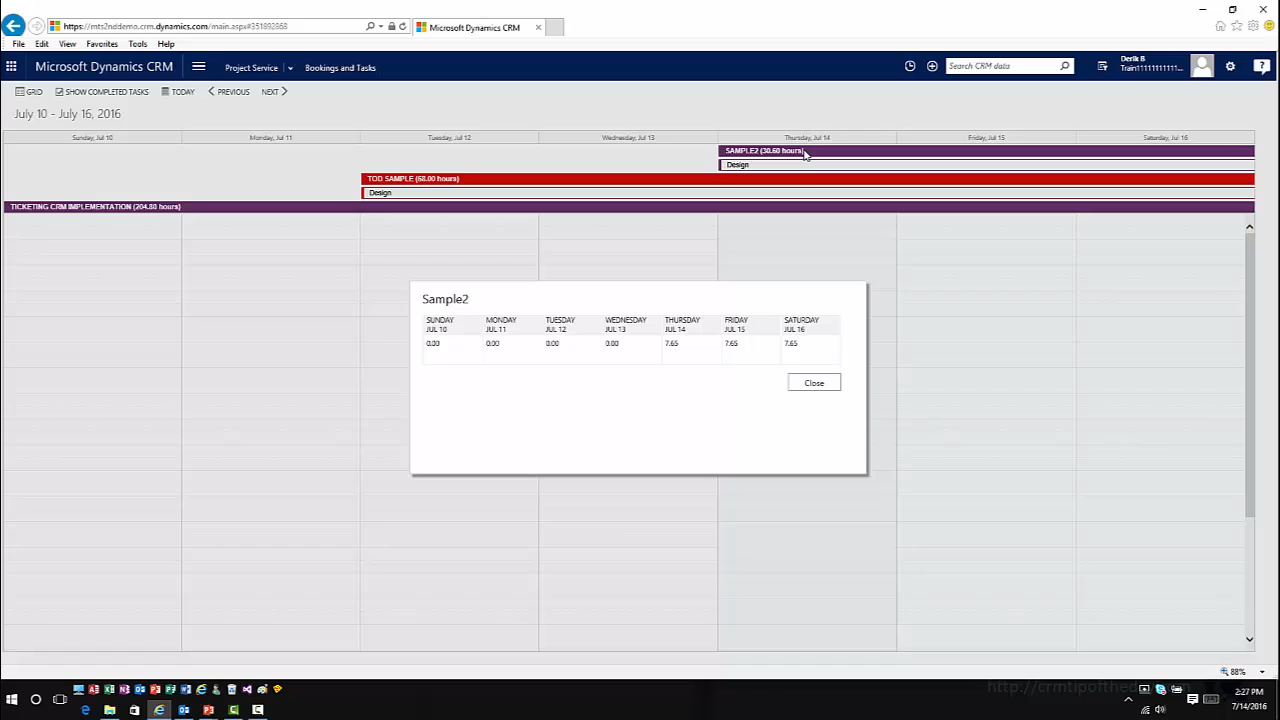 https://mts2nddemo.crm.dynamics.com/main.aspx#351892868
Microsoft Dynamics CRM
File Edit View Favorites Tools Help
Microsoft Dynamics CRM
Project Service
Bookings and Tasks
Search CRM data
Derik B
Train11111111111...
GRID
SHOW COMPLETED TASKS
TODAY
PREVIOUS
NEXT
July 10 - July 16, 2016
Sunday, Jul 10 Monday, Jul 11 Tuesday, Jul 12 Wednesday, Jul 13 Thursday, Jul 14 Friday, Jul 15 Saturday, Jul 16
SAMPLE2 (30.60 hours)
Design
TOD SAMPLE (68.00 hours)
Design
TICKETING CRM IMPLEMENTATION (204.80 hours)
Sample2
SUNDAY MONDAY TUESDAY WEDNESDAY THURSDAY FRIDAY SATURDAY
JUL 10 JUL 11 JUL 12 JUL 13 JUL 14 JUL 15 JUL 16
0.00 0.00 0.00 0.00 7.65 7.65 7.65
Close
88%
2:27 PM
7/14/2016